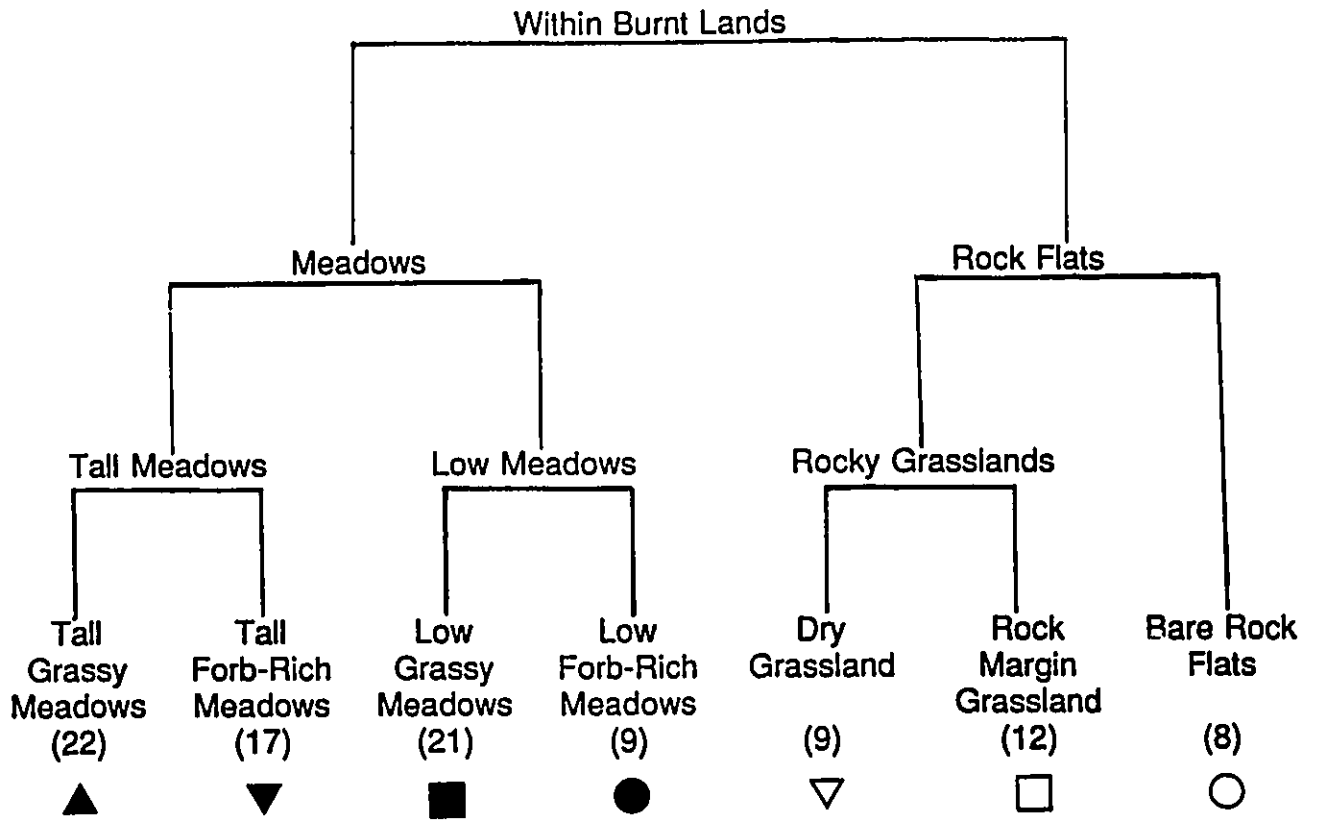 Within Burnt Lands
Meadows
Rock Flats
Tall Meadows
Low Meadows
Rocky Grasslands
Tall
Grassy
Meadows
(22)
Tall
Forb-Rich
Meadows
(17)
Low
Grassy
Meadows
(21)
Low
Forb-Rich
Meadows
(9)
Dry
Grassland
(9)
Rock
Margin
Grassland
(12)
Bare Rock
Flats
(8)